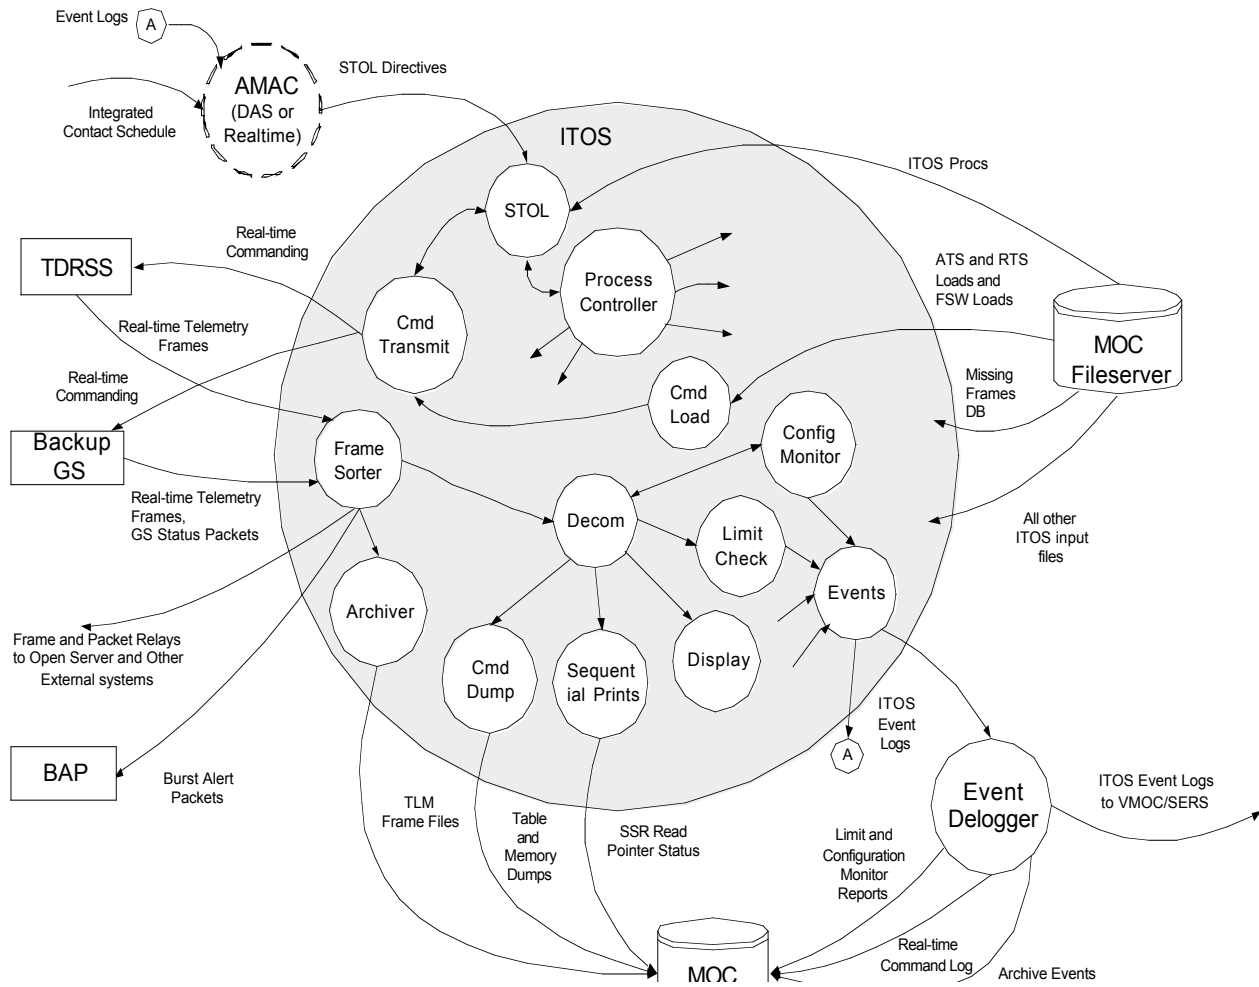 Event Logs
A
AMAC
(DAS or
Realtime)
STOL Directives
Integrated
Contact Schedule
ITOS
ITOS Procs
STOL
Real-time
Commanding
TDRSS
Process
Controller
ATS and RTS
Loads and
FSW Loads
Cmd
Transmit
Real-time Telemetry
Frames
MOC
Fileserver
Real-time
Commanding
Cmd
Load
Missing
Frames
DB
Backup
GS
Frame
Sorter
Config
Monitor
Real-time Telemetry
Frames,
GS Status Packets
Decom
Limit
Check
All other
ITOS input
files
Archiver
Events
Frame and Packet Relays
to Open Server and Other
External systems
Cmd
Dump
Sequent
ial Prints
Display
ITOS
Event
Logs
A
BAP
Burst Alert
Packets
Event
Delogger
ITOS Event Logs
to VMOC/SERS
TLM
Frame Files
Table
and
Memory
Dumps
SSR Read
Pointer Status
Limit and
Configuration
Monitor
Reports
Real-time
Command Log
Archive Events
MOC